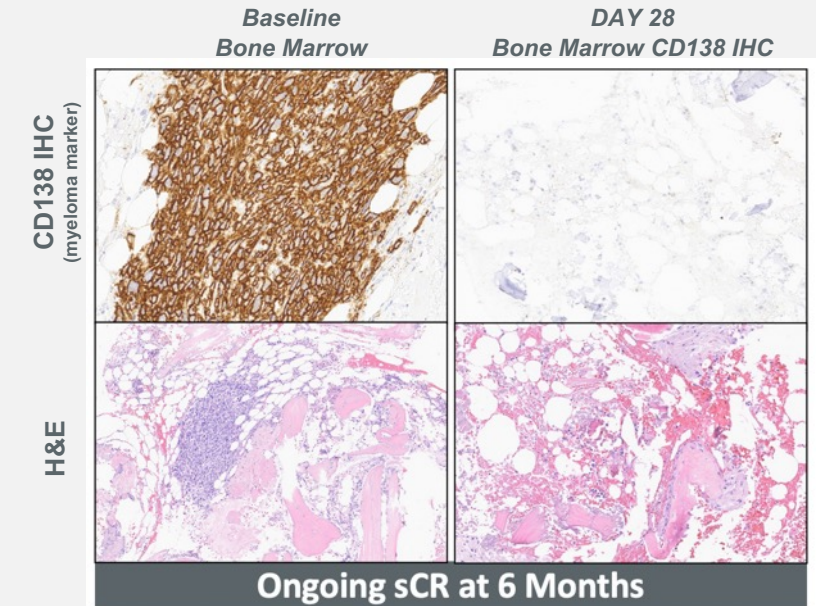 Baseline
Bone Marrow
DAY 28
Bone Marrow CD138 IHC
CD138 IHC
(myeloma marker)
H&E
Ongoing sCR at 6 Months